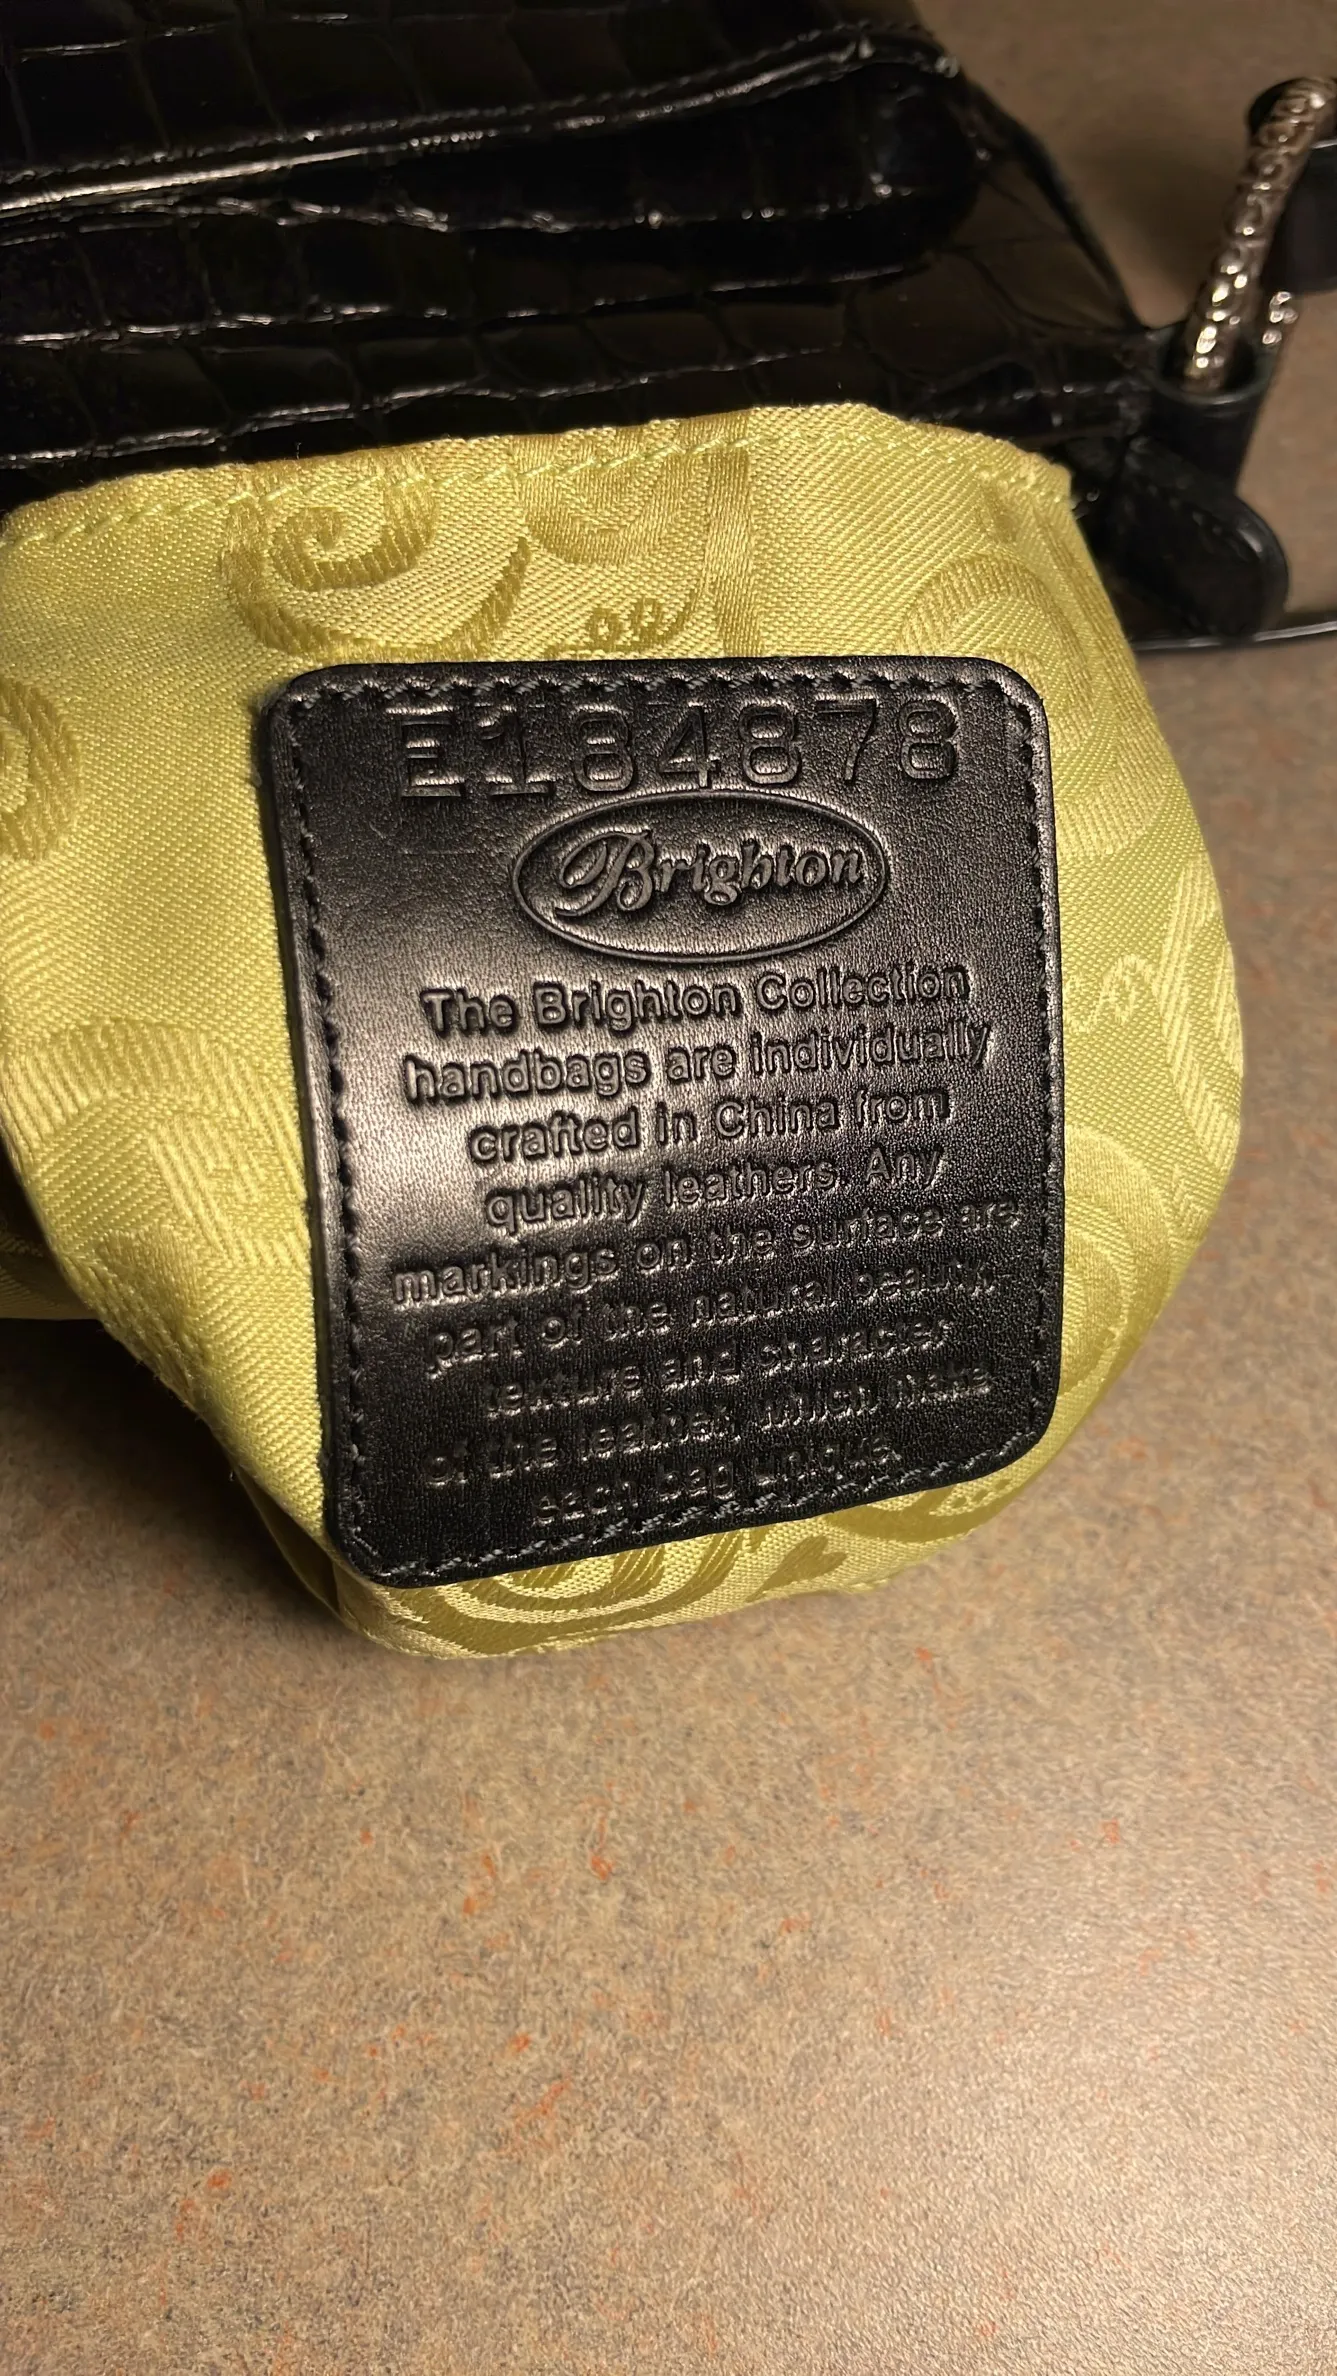 E184878
Brighton
The Brighton Collection
handbags are individually
crafted in China from
quality leathers. Any
markings on the surface are
part of the natural beauty,
texture and character
of the leather, which make
each bag unique.